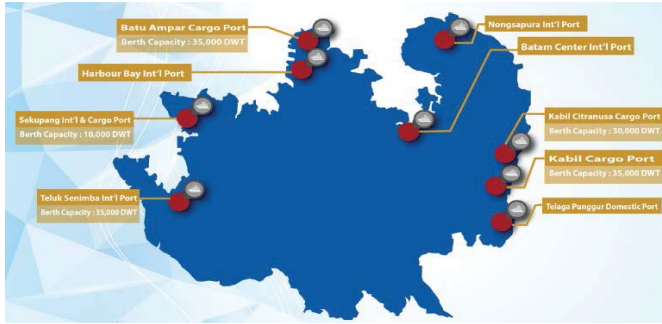 Batu Ampar Cargo Port
Berth Capacity : 35,000 DWT
Harbour Bay Int'l Port
Sekupang Int'l & Cargo Port
Berth Capacity : 10,000 DWT
Teluk Senimba Int'l Port
Berth Capacity : 35,000 DWT
Nongsapura Int'l Port
Batam Center Int'l Port
Kabil Citranusa Cargo Port
Berth Capacity : 30,000 DWT
Kabil Cargo Port
Berth Capacity : 35,000 DWT
Telaga Punggur Domestic Port